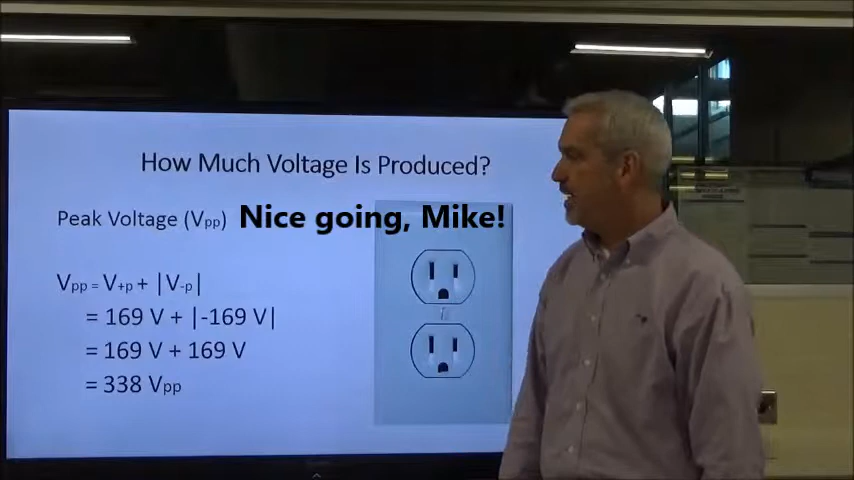 How Much Voltage Is Produced?
Peak Voltage (Vpp) Nice going, Mike!
Vpp = V+p + |V-p|
= 169 V + |-169 V|
= 169 V + 169 V
= 338 Vpp